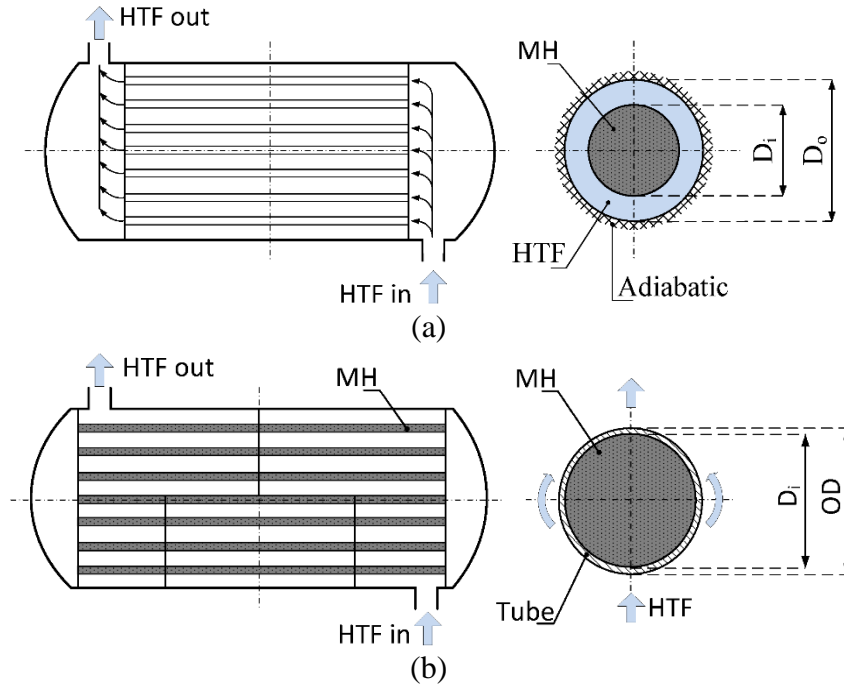 HTF out
MH
D_i
D_o
HTF
Adiabatic
HTF in
(a)
HTF out
MH
MH
D_i
OD
Tube
HTF
HTF in
(b)